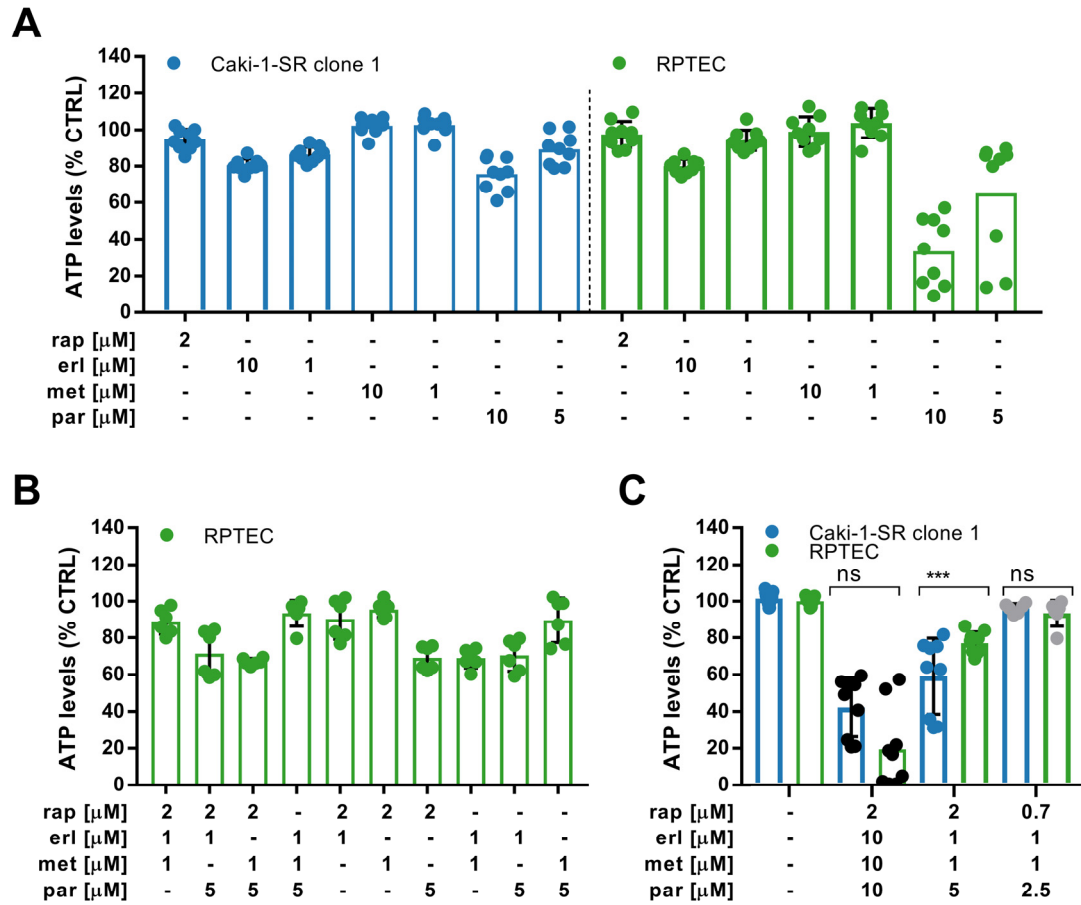 A
140
120
100
80
60
40
20
0
ATP levels (% CTRL)
Caki-1-SR clone 1
RPTEC
rap [µM] 2 - - - - - - 2 - - - - - -
erl [µM] - 10 1 - - - - - 10 1 - - - -
met [µM] - - - 10 1 - - - - - 10 1 - -
par [µM] - - - - - 10 5 - - - - - 10 5
B
140
120
100
80
60
40
20
0
ATP levels (% CTRL)
RPTEC
rap [µM] 2 2 2 - 2 2 2 - - -
erl [µM] 1 1 - 1 1 - - 1 1 -
met [µM] 1 - 1 1 - 1 - 1 - 1
par [µM] - 5 5 5 - - 5 - 5 5
C
140
120
100
80
60
40
20
0
ATP levels (% CTRL)
Caki-1-SR clone 1
RPTEC
ns
***
ns
rap [µM] - 2 2 0.7
erl [µM] - 10 1 1
met [µM] - 10 1 1
par [µM] - 10 5 2.5